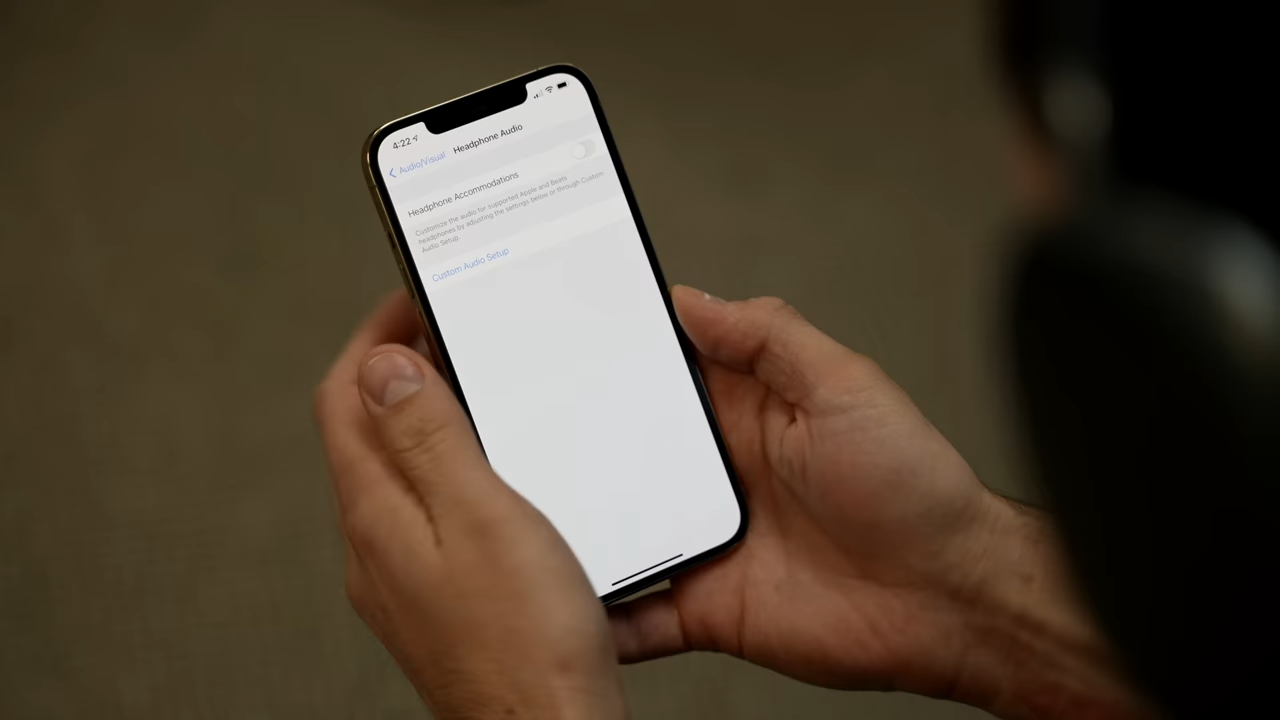 4:22
Audio/Visual
Headphone Audio
Headphone Accommodations
Customize the audio for supported Apple and Beats
headphones by adjusting the settings below or through Custom
Audio Setup.
Custom Audio Setup